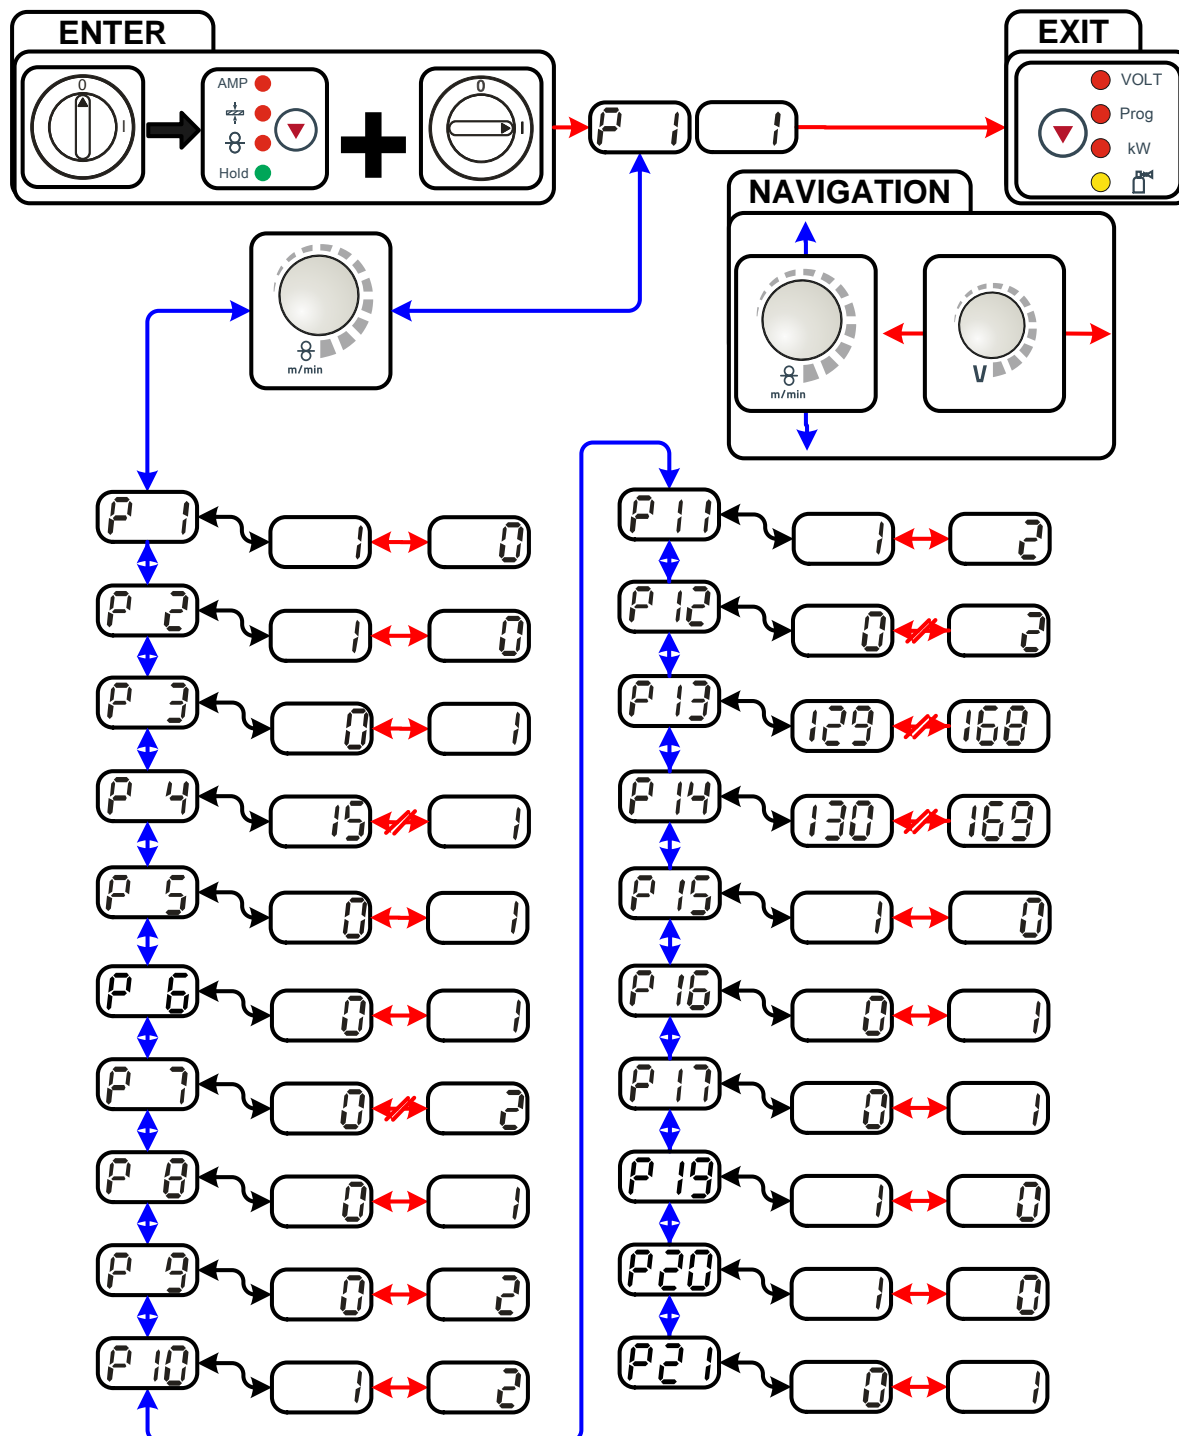 ENTER
EXIT
0
I
AMP
Hold
0
I
P 1
1
VOLT
Prog
kW
NAVIGATION
m/min
m/min
V
P 1 1 0
P 2 1 0
P 3 0 1
P 4 15 1
P 5 0 1
P 6 0 1
P 7 0 2
P 8 0 1
P 9 0 2
P 10 1 2
P 11 1 2
P 12 0 2
P 13 129 168
P 14 130 169
P 15 1 0
P 16 0 1
P 17 0 1
P 19 1 0
P20 1 0
P21 0 1